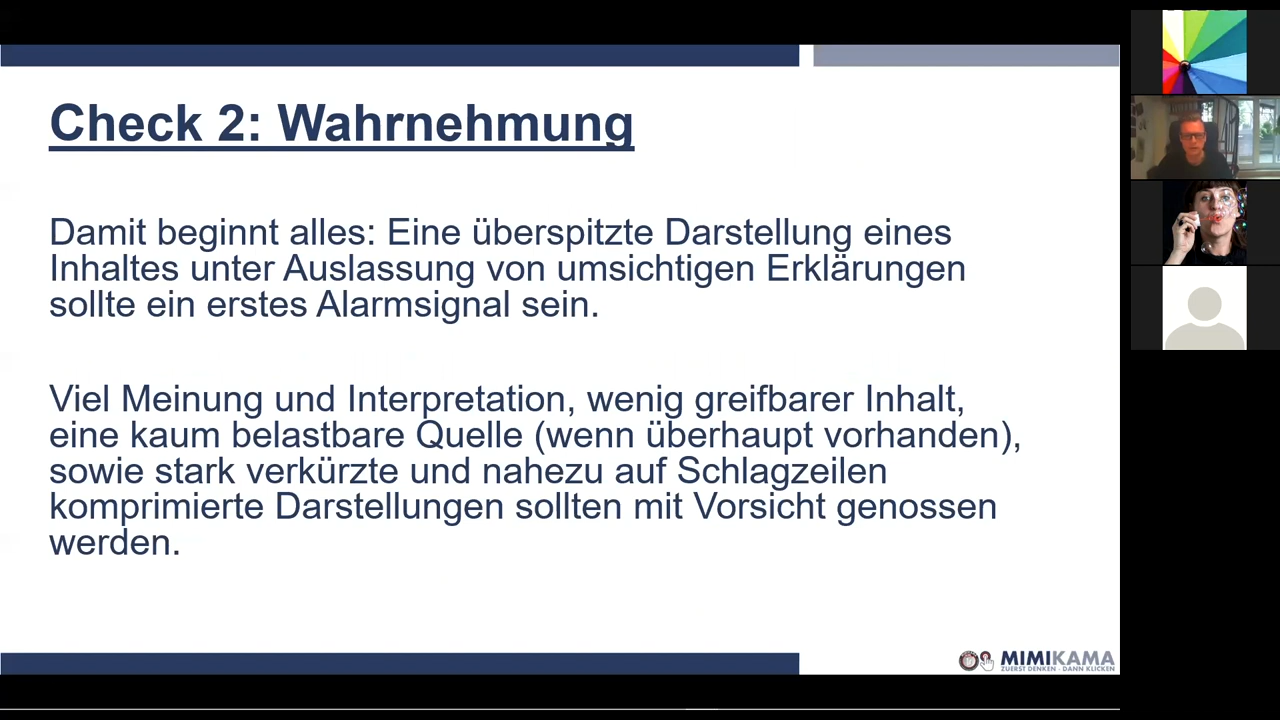 Check 2: Wahrnehmung
Damit beginnt alles: Eine überspitzte Darstellung eines
Inhaltes unter Auslassung von umsichtigen Erklärungen
sollte ein erstes Alarmsignal sein.
Viel Meinung und Interpretation, wenig greifbarer Inhalt,
eine kaum belastbare Quelle (wenn überhaupt vorhanden),
sowie stark verkürzte und nahezu auf Schlagzeilen
komprimierte Darstellungen sollten mit Vorsicht genossen
werden.
MIMIKAMA
ZUERST DENKEN - DANN KLICKEN